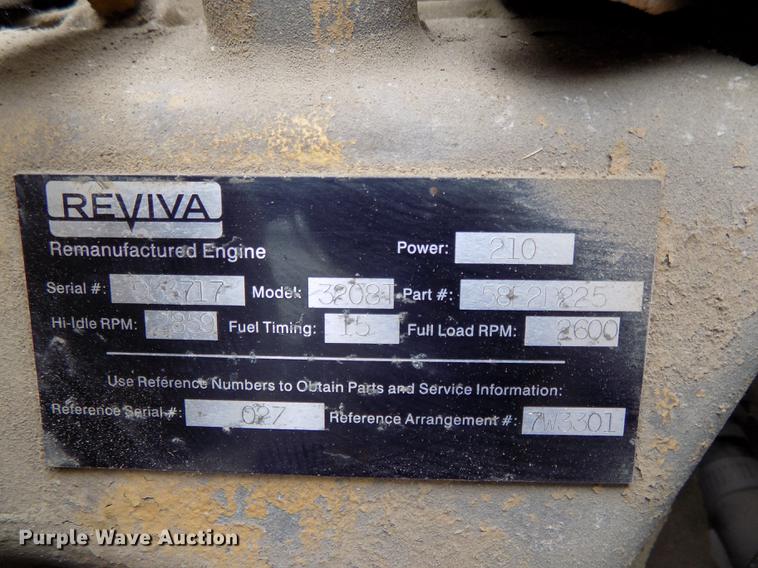 REVIVA
Remanufactured Engine Power: 210
Serial #: Model: 3208T Part #:
Hi-Idle RPM: 2859 Fuel Timing: 15 Full Load RPM: 2600
Use Reference Numbers to Obtain Parts and Service Information:
Reference Serial #: 027 Reference Arrangement #: 7W3301
Purple Wave Auction